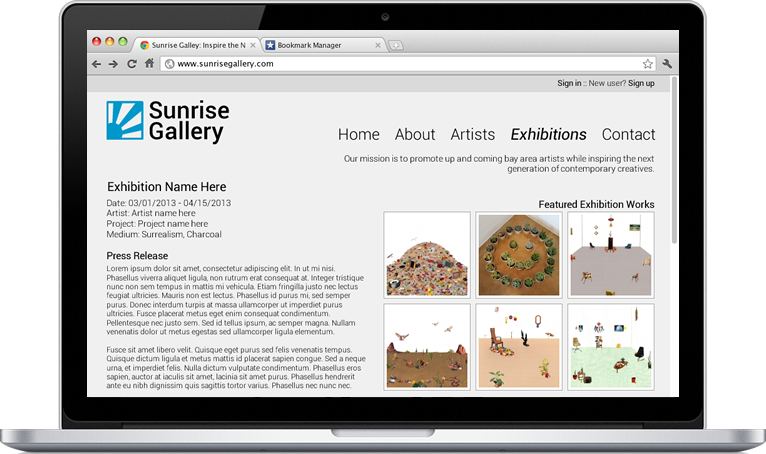 Sunrise Galley: Inspire the N
Bookmark Manager
www.sunrisegallery.com
Sign in :: New user? Sign up
Sunrise
Gallery
Home About Artists Exhibitions Contact
Our mission is to promote up and coming bay area artists while inspiring the next
generation of contemporary creatives.
Exhibition Name Here
Date: 03/01/2013 - 04/15/2013
Artist: Artist name here
Project: Project name here
Medium: Surrealism, Charcoal
Featured Exhibition Works
Press Release
Lorem ipsum dolor sit amet, consectetur adipiscing elit. In ut mi nisi.
Phasellus viverra aliquet ligula, non rutrum erat consequat at. Integer tristique
nunc non sem tempus in mattis mi vehicula. Etiam fringilla justo nec lectus
feugiat ultricies. Mauris non est lectus. Phasellus id purus mi, sed semper
purus. Donec interdum turpis at massa ullamcorper ut imperdiet purus
ultricies. Fusce placerat metus eget enim consequat condimentum.
Pellentesque nec justo sem. Sed id tellus ipsum, ac semper magna. Nullam
venenatis dolor ut metus egestas sed ullamcorper ligula elementum.
Fusce sit amet libero velit. Quisque eget purus sed felis venenatis tempus.
Quisque dictum ligula et metus mattis id placerat sapien congue. Sed a neque
urna, et imperdiet felis. Nulla dictum vulputate condimentum. Phasellus eros
sapien, auctor at iaculis sit amet, lacinia sit amet purus. Phasellus hendrerit
ante eu nibh dignissim quis sagittis tortor varius. Phasellus nec nunc nec.